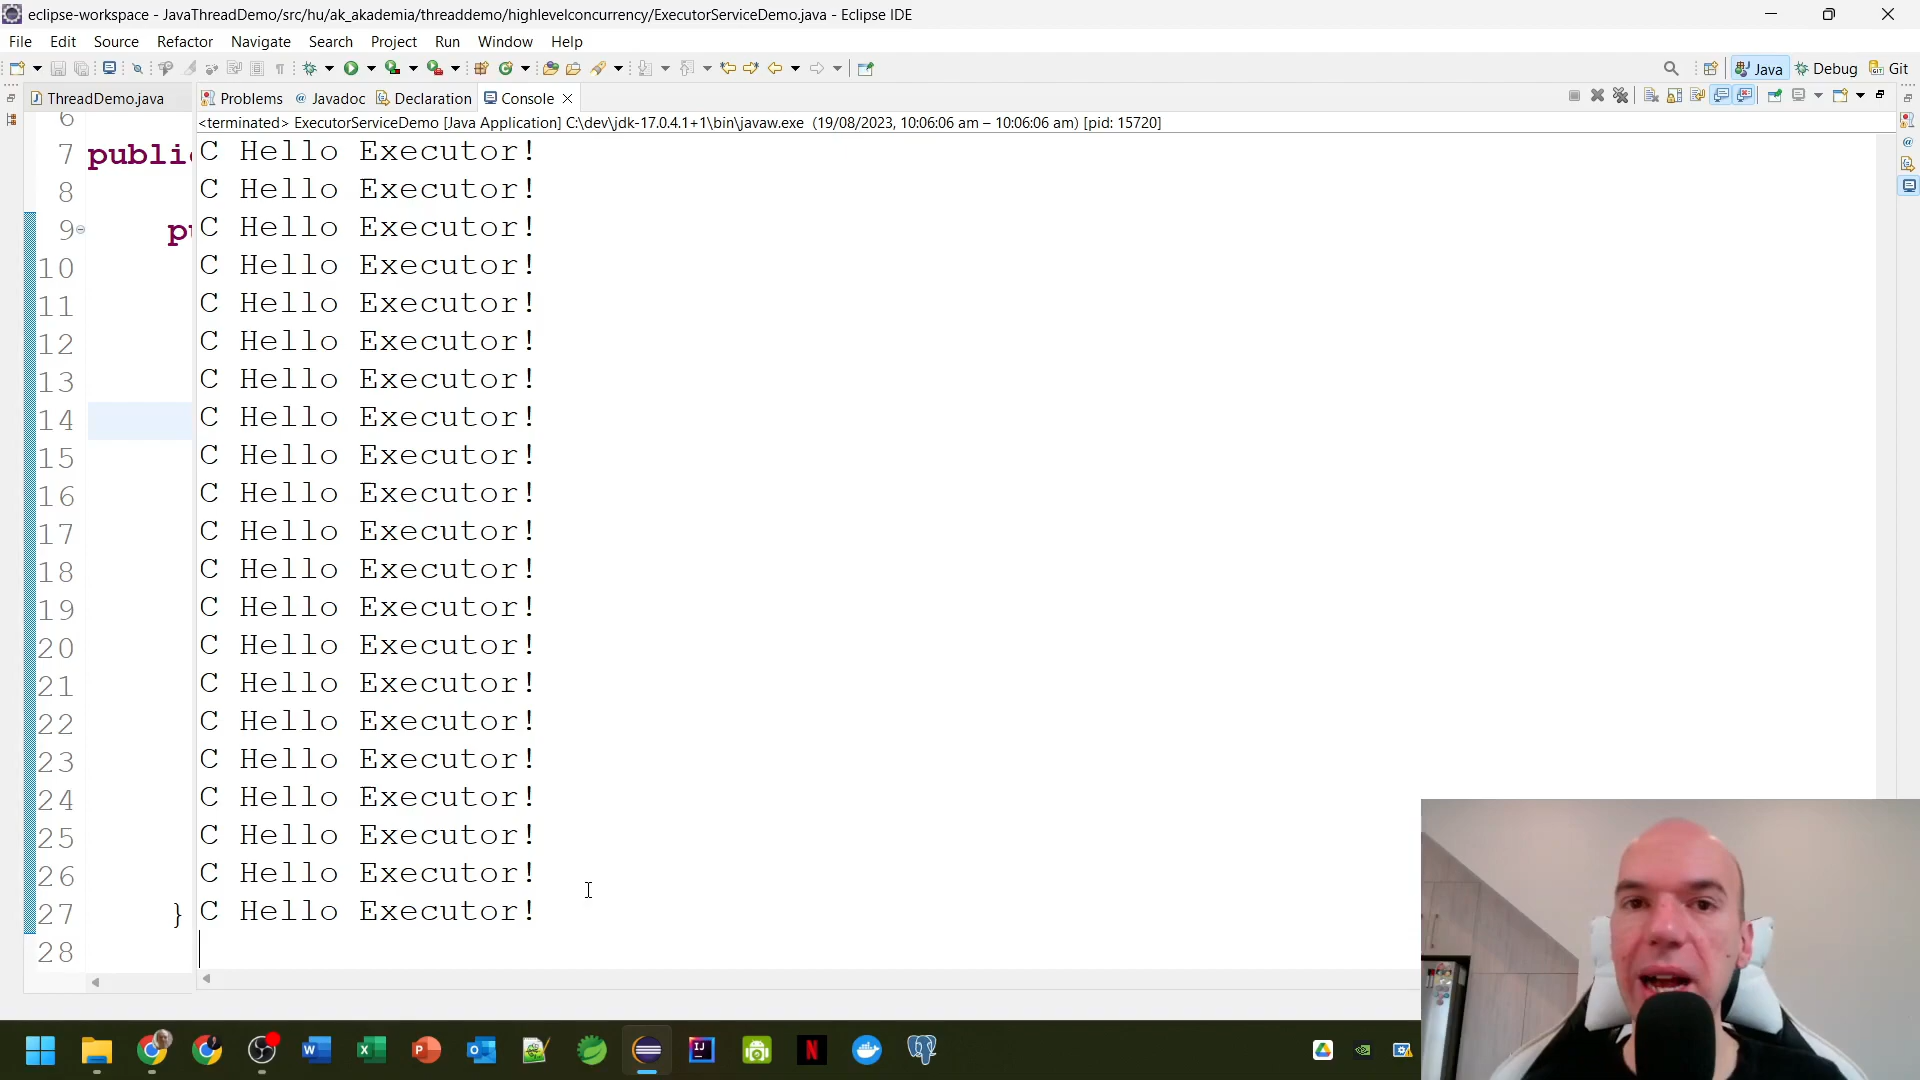 eclipse-workspace - JavaThreadDemo/src/hu/ak_akademia/threaddemo/highlevelconcurrency/ExecutorServiceDemo.java - Eclipse IDE
File Edit Source Refactor Navigate Search Project Run Window Help
Java Debug Git
ThreadDemo.java Problems Javadoc Declaration Console
<terminated> ExecutorServiceDemo [Java Application] C:\dev\jdk-17.0.4.1+1\bin\javaw.exe (19/08/2023, 10:06:06 am – 10:06:06 am) [pid: 15720]
6
7 public
C Hello Executor!
8
C Hello Executor!
9 pu
C Hello Executor!
10
C Hello Executor!
11
C Hello Executor!
12
C Hello Executor!
13
C Hello Executor!
14
C Hello Executor!
15
C Hello Executor!
16
C Hello Executor!
17
C Hello Executor!
18
C Hello Executor!
19
C Hello Executor!
20
C Hello Executor!
21
C Hello Executor!
22
C Hello Executor!
23
C Hello Executor!
24
C Hello Executor!
25
C Hello Executor!
26
C Hello Executor!
27 }
C Hello Executor!
28